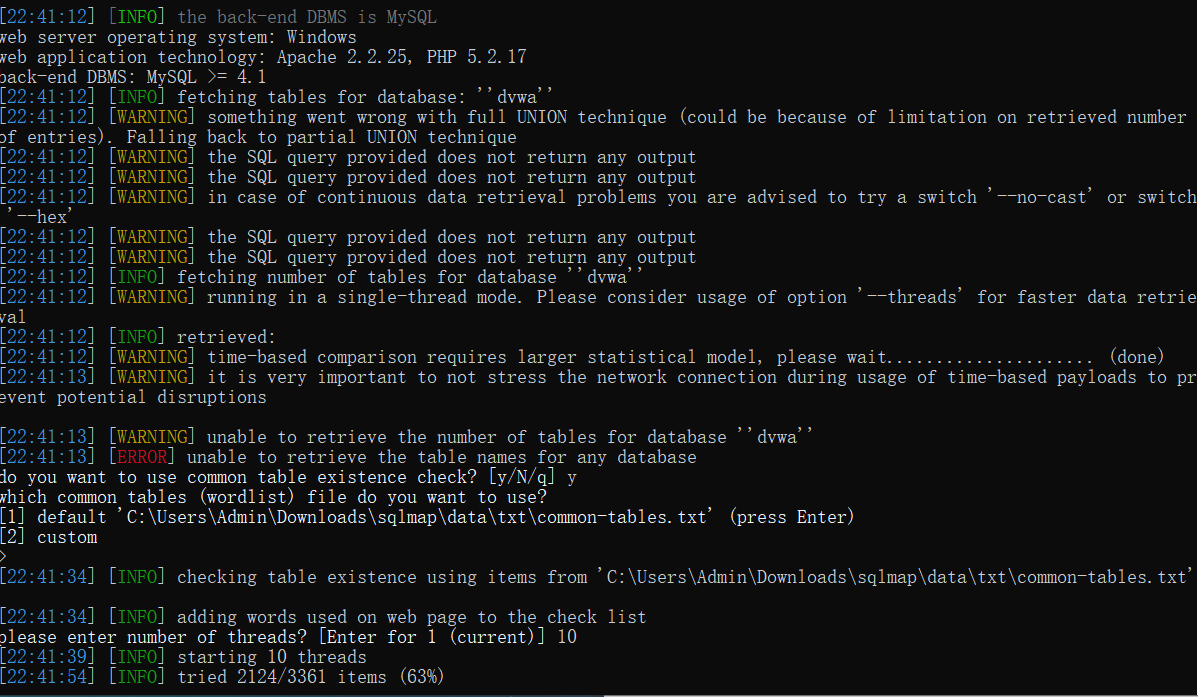 [22:41:12] [INFO] the back-end DBMS is MySQL
web server operating system: Windows
web application technology: Apache 2.2.25, PHP 5.2.17
back-end DBMS: MySQL >= 4.1
[22:41:12] [INFO] fetching tables for database: ''dvwa''
[22:41:12] [WARNING] something went wrong with full UNION technique (could be because of limitation on retrieved number
of entries). Falling back to partial UNION technique
[22:41:12] [WARNING] the SQL query provided does not return any output
[22:41:12] [WARNING] the SQL query provided does not return any output
[22:41:12] [WARNING] in case of continuous data retrieval problems you are advised to try a switch '--no-cast' or switch
'--hex'
[22:41:12] [WARNING] the SQL query provided does not return any output
[22:41:12] [WARNING] the SQL query provided does not return any output
[22:41:12] [INFO] fetching number of tables for database ''dvwa''
[22:41:12] [WARNING] running in a single-thread mode. Please consider usage of option '--threads' for faster data retrie
val
[22:41:12] [INFO] retrieved:
[22:41:12] [WARNING] time-based comparison requires larger statistical model, please wait..................... (done)
[22:41:13] [WARNING] it is very important to not stress the network connection during usage of time-based payloads to pr
event potential disruptions
[22:41:13] [WARNING] unable to retrieve the number of tables for database ''dvwa''
[22:41:13] [ERROR] unable to retrieve the table names for any database
do you want to use common table existence check? [y/N/q] y
which common tables (wordlist) file do you want to use?
[1] default 'C:\Users\Admin\Downloads\sqlmap\data\txt\common-tables.txt' (press Enter)
[2] custom
>
[22:41:34] [INFO] checking table existence using items from 'C:\Users\Admin\Downloads\sqlmap\data\txt\common-tables.txt'
[22:41:34] [INFO] adding words used on web page to the check list
please enter number of threads? [Enter for 1 (current)] 10
[22:41:39] [INFO] starting 10 threads
[22:41:54] [INFO] tried 2124/3361 items (63%)